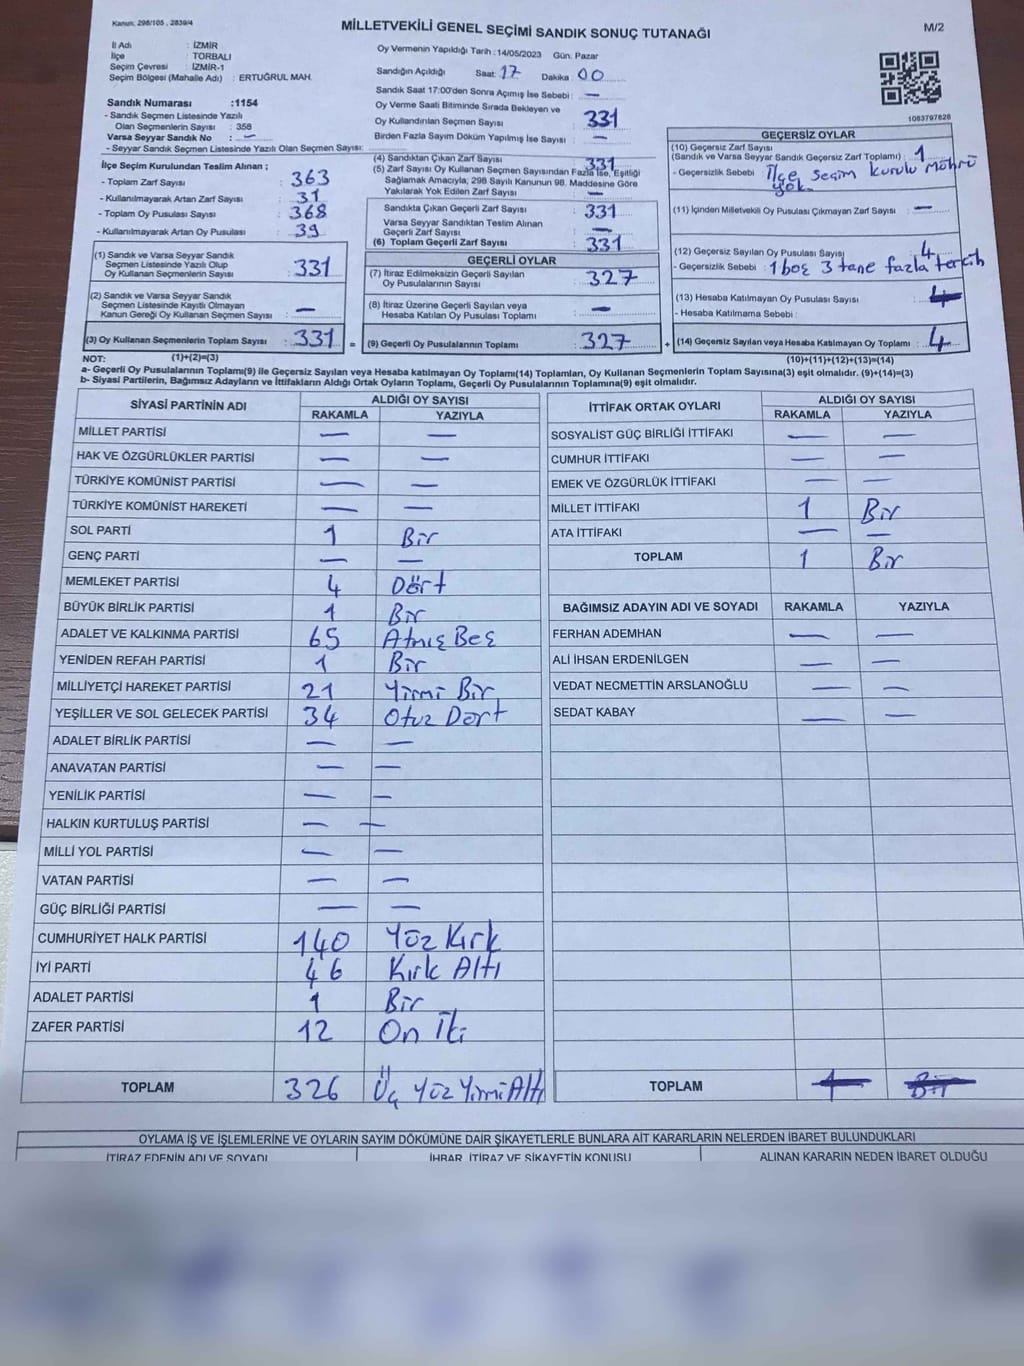 Kanun: 298/105 , 2839/4
MİLLETVEKİLİ GENEL SEÇİMİ SANDIK SONUÇ TUTANAĞI
M/2
İl Adı : İZMİR
İlçe : TORBALI
Seçim Çevresi : İZMİR-1
Seçim Bölgesi (Mahalle Adı) : ERTUĞRUL MAH.
Sandık Numarası :1154
- Sandık Seçmen Listesinde Yazılı
Olan Seçmenlerin Sayısı : 358
Varsa Seyyar Sandık No : —
- Seyyar Sandık Seçmen Listesinde Yazılı Olan Seçmen Sayısı:
Oy Vermenin Yapıldığı Tarih :14/05/2023 Gün: Pazar
Sandığın Açıldığı Saat: 17 Dakika : 00
Sandık Saat 17:00'den Sonra Açımış İse Sebebi : —
Oy Verme Saati Bitiminde Sırada Bekleyen ve
Oy Kullandırılan Seçmen Sayısı : 331
Birden Fazla Sayım Döküm Yapılmış İse Sayısı : —
1083797828
İlçe Seçim Kurulundan Teslim Alınan ;
- Toplam Zarf Sayısı : 363
- Kullanılmayarak Artan Zarf Sayısı : 31
- Toplam Oy Pusulası Sayısı : 368
- Kullanılmayarak Artan Oy Pusulası : 39
(4) Sandıktan Çıkan Zarf Sayısı : 331
(5) Zarf Sayısı Oy Kullanan Seçmen Sayısından Fazla İse, Eşitliği
Sağlamak Amacıyla, 298 Sayılı Kanunun 98. Maddesine Göre
Yakılarak Yok Edilen Zarf Sayısı : —
Sandıkta Çıkan Geçerli Zarf Sayısı : 331
Varsa Seyyar Sandıktan Teslim Alınan
Geçerli Zarf Sayısı : —
(6) Toplam Geçerli Zarf Sayısı : 331
GEÇERSİZ OYLAR
(10) Geçersiz Zarf Sayısı
(Sandık ve Varsa Seyyar Sandık Geçersiz Zarf Toplamı) : 1
- Geçersizlik Sebebi : İlçe seçim kurulu mührü
yok.
(11) İçinden Milletvekili Oy Pusulası Çıkmayan Zarf Sayısı : —
(12) Geçersiz Sayılan Oy Pusulası Sayısı : 4
- Geçersizlik Sebebi : 1 boş 3 tane fazla tercih
(13) Hesaba Katılmayan Oy Pusulası Sayısı :
- Hesaba Katılmama Sebebi :
(14) Geçersiz Sayılan veya Hesaba Katılmayan Oy Toplamı : 4
(1) Sandık ve Varsa Seyyar Sandık
Seçmen Listesinde Yazılı Olup
Oy Kullanan Seçmenlerin Sayısı : 331
(2) Sandık ve Varsa Seyyar Sandık
Seçmen Listesinde Kayıtlı Olmayan
Kanun Gereği Oy Kullanan Seçmen Sayısı : —
(3) Oy Kullanan Seçmenlerin Toplam Sayısı : 331 =
GEÇERLİ OYLAR
(7) İtiraz Edilmeksizin Geçerli Sayılan
Oy Pusulalarının Sayısı : 327
(8) İtiraz Üzerine Geçerli Sayılan veya
Hesaba Katılan Oy Pusulası Toplamı : —
(9) Geçerli Oy Pusulalarının Toplamı : 327 +
NOT: (1)+(2)=(3) (10)+(11)+(12)+(13)=(14)
a- Geçerli Oy Pusulalarının Toplamı(9) ile Geçersiz Sayılan veya Hesaba katılmayan Oy Toplamı(14) Toplamları, Oy Kullanan Seçmenlerin Toplam Sayısına(3) eşit olmalıdır. (9)+(14)=(3)
b- Siyasi Partilerin, Bağımsız Adayların ve İttifakların Aldığı Ortak Oyların Toplamı, Geçerli Oy Pusulalarının Toplamına(9) eşit olmalıdır.
SİYASİ PARTİNİN ADI ALDIĞI OY SAYISI
RAKAMLA YAZIYLA
MİLLET PARTİSİ — —
HAK VE ÖZGÜRLÜKLER PARTİSİ — —
TÜRKİYE KOMÜNİST PARTİSİ — —
TÜRKİYE KOMÜNİST HAREKETİ — —
SOL PARTİ 1 Bir
GENÇ PARTİ — —
MEMLEKET PARTİSİ 4 Dört
BÜYÜK BİRLİK PARTİSİ 1 Bir
ADALET VE KALKINMA PARTİSİ 65 Atmış Beş
YENİDEN REFAH PARTİSİ 1 Bir
MİLLİYETÇİ HAREKET PARTİSİ 21 Yirmi Bir
YEŞİLLER VE SOL GELECEK PARTİSİ 34 Otuz Dört
ADALET BİRLİK PARTİSİ — —
ANAVATAN PARTİSİ — —
YENİLİK PARTİSİ — —
HALKIN KURTULUŞ PARTİSİ — —
MİLLİ YOL PARTİSİ — —
VATAN PARTİSİ — —
GÜÇ BİRLİĞİ PARTİSİ — —
CUMHURİYET HALK PARTİSİ 140 Yüz Kırk
İYİ PARTİ 46 Kırk Altı
ADALET PARTİSİ 1 Bir
ZAFER PARTİSİ 12 On İki
TOPLAM 326 Üç Yüz Yirmi Altı
İTTİFAK ORTAK OYLARI ALDIĞI OY SAYISI
RAKAMLA YAZIYLA
SOSYALİST GÜÇ BİRLİĞİ İTTİFAKI — —
CUMHUR İTTİFAKI — —
EMEK VE ÖZGÜRLÜK İTTİFAKI — —
MİLLET İTTİFAKI 1 Bir
ATA İTTİFAKI — —
TOPLAM 1 Bir
BAĞIMSIZ ADAYIN ADI VE SOYADI RAKAMLA YAZIYLA
FERHAN ADEMHAN — —
ALİ İHSAN ERDENİLGEN — —
VEDAT NECMETTİN ARSLANOĞLU — —
SEDAT KABAY — —
TOPLAM 1 Bir
OYLAMA İŞ VE İŞLEMLERİNE VE OYLARIN SAYIM DÖKÜMÜNE DAİR ŞİKAYETLERLE BUNLARA AİT KARARLARIN NELERDEN İBARET BULUNDUKLARI
İTİRAZ EDENİN ADI VE SOYADI İHBAR, İTİRAZ VE ŞİKAYETİN KONUSU ALINAN KARARIN NEDEN İBARET OLDUĞU